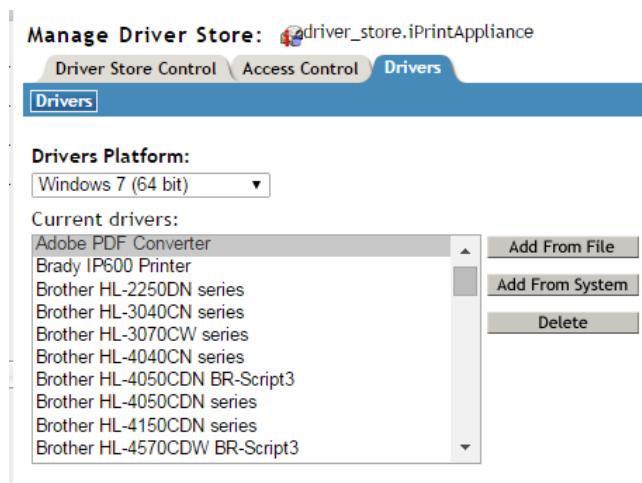 Manage Driver Store: driver_store.iPrintAppliance
Driver Store Control Access Control Drivers
Drivers
Drivers Platform:
Windows 7 (64 bit)
Current drivers:
Adobe PDF Converter
Brady IP600 Printer
Brother HL-2250DN series
Brother HL-3040CN series
Brother HL-3070CW series
Brother HL-4040CN series
Brother HL-4050CDN BR-Script3
Brother HL-4050CDN series
Brother HL-4150CDN series
Brother HL-4570CDW BR-Script3
Add From File
Add From System
Delete